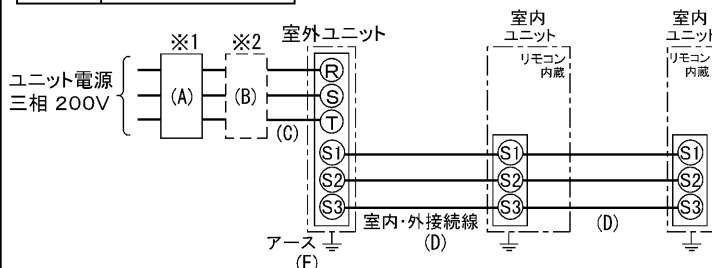 ※1
※2
室外ユニット
室内
ユニット
室内
ユニット
リモコン
内蔵
リモコン
内蔵
ユニット電源
三相 200V
(A)
(B)
(C)
R
S
T
S1
S2
S3
S1
S2
S3
S1
S2
S3
室内・外接続線
(D)
(D)
アース
(E)